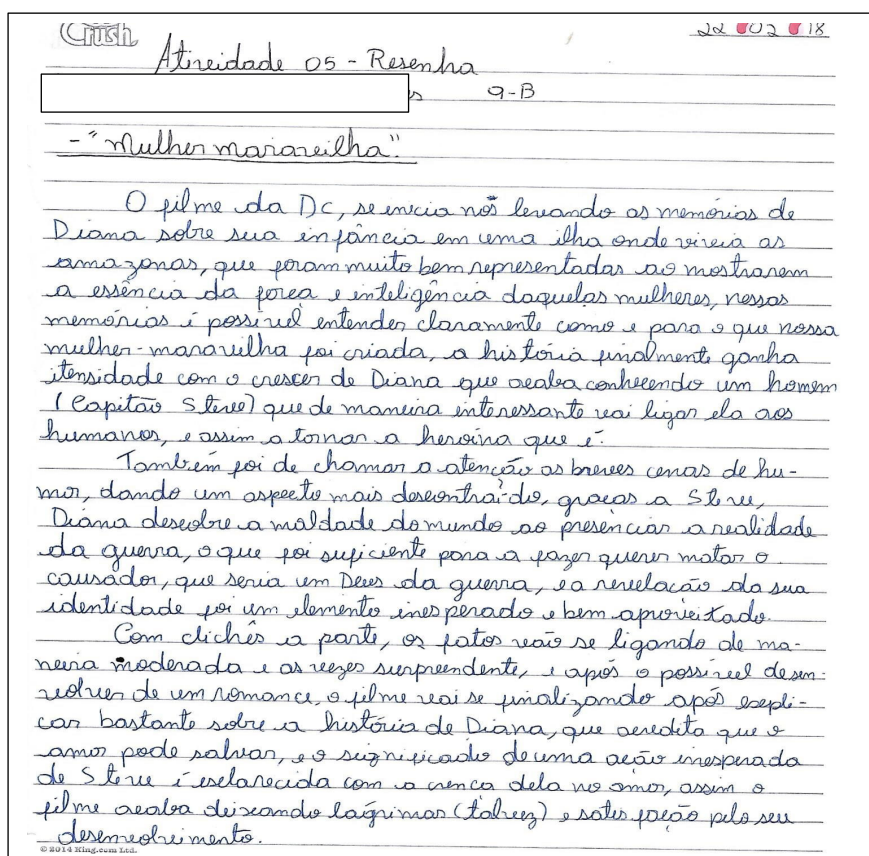 Crush
22 02 18
Atividade 05 - Resenha
s 9-B
- "Mulher maravilha".
O filme da Dc, se inicia nos levando as memórias de
Diana sobre sua infância em uma ilha onde vivia as
amazonas, que foram muito bem representadas ao mostrarem
a essência da força e inteligência daquelas mulheres, nessas
memórias é possível entender claramente como e para o que nossa
mulher-maravilha foi criada, a história finalmente ganha
itensidade com o crescer de Diana que acaba conhecendo um homem
(Capitão Steve) que de maneira interessante vai ligar ela aos
humanos, e assim a tornar a heroína que é.
Também foi de chamar a atenção as breves cenas de hu-
mor, dando um aspecto mais descontraído, graças a Steve,
Diana descobre a maldade do mundo ao presenciar a realidade
da guerra, o que foi suficiente para a fazer querer matar o
causador, que seria um Deus da guerra, e a revelação da sua
identidade foi um elemento inesperado e bem aproveitado.
Com clichês a parte, os fatos vão se ligando de ma-
neira moderada e as vezes surpreendente, e após o possível desen-
volver de um romance, o filme vai se finalizando após expli-
car bastante sobre a história de Diana, que acredita que o
amor pode salvar, e o significado de uma ação inesperada
de Steve é esclarecida com a crença dela no amor, assim o
filme acaba deixando lágrimas (talvez) e satisfação pelo seu
desenvolvimento.
© 2014 King.com Ltd.